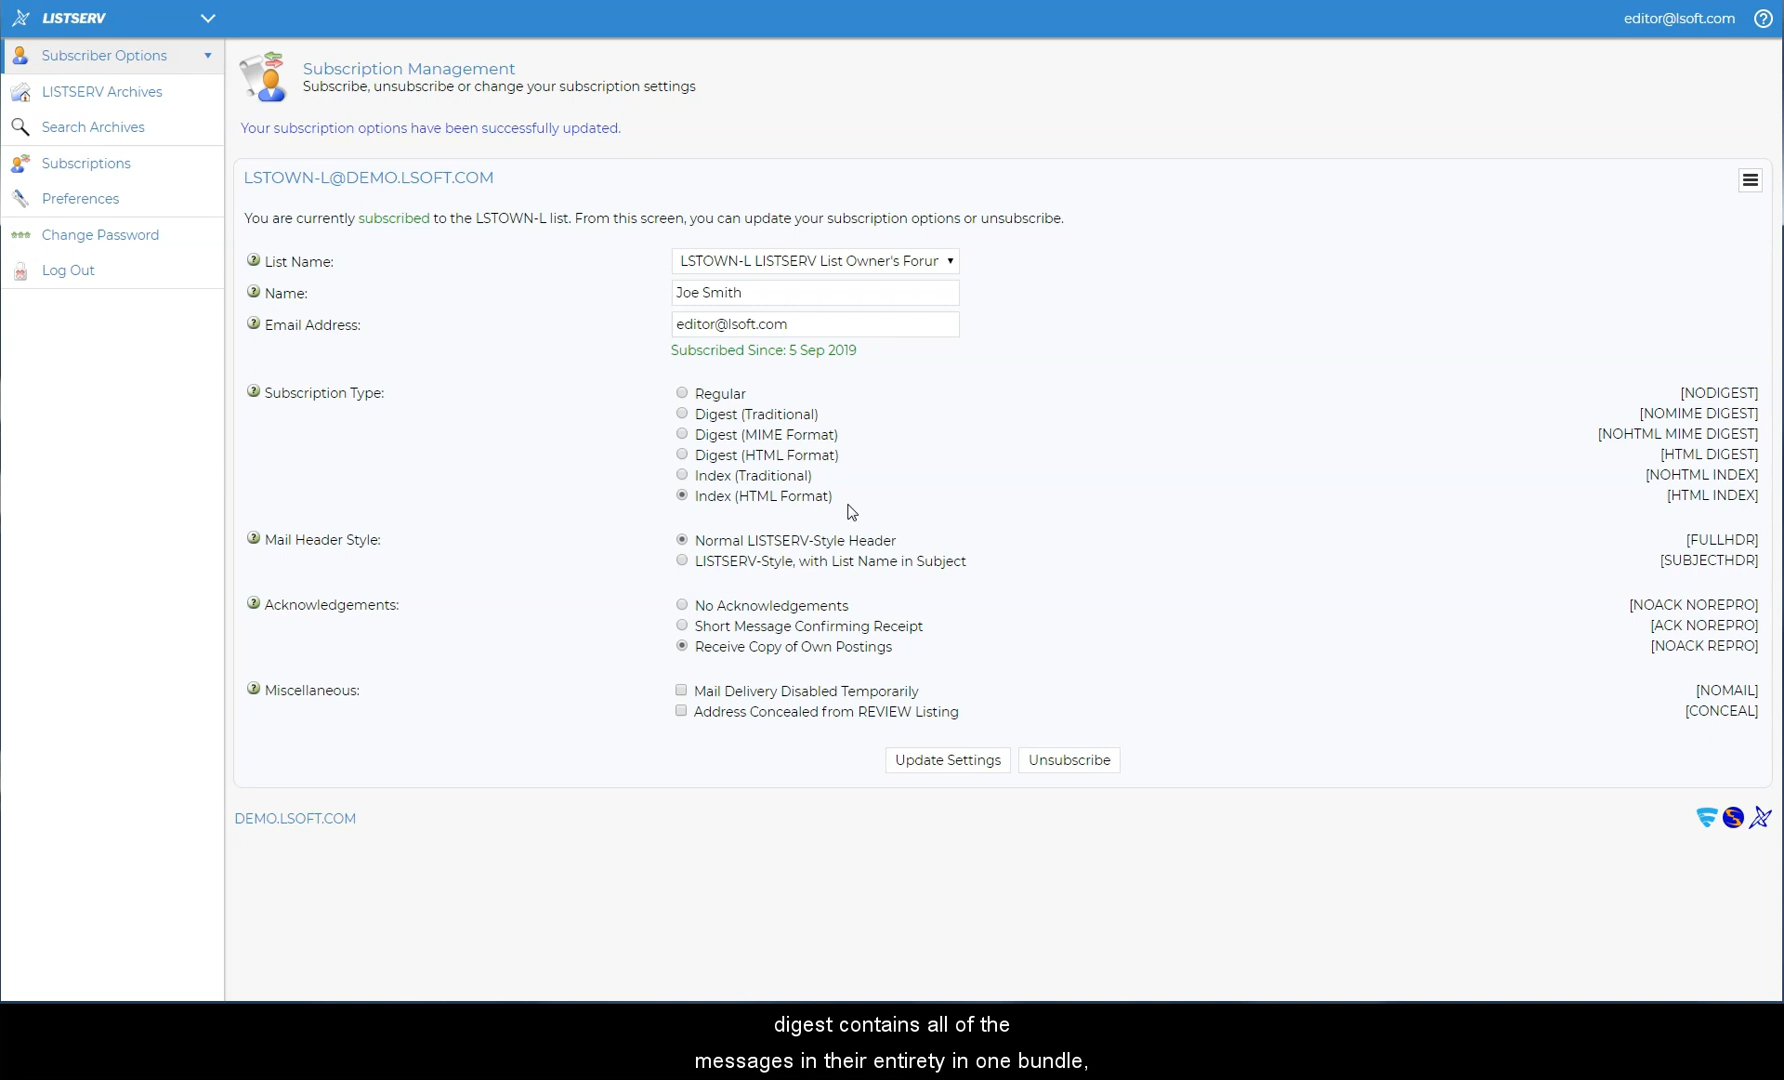 LISTSERV
editor@lsoft.com
Subscriber Options
LISTSERV Archives
Search Archives
Subscriptions
Preferences
Change Password
Log Out
Subscription Management
Subscribe, unsubscribe or change your subscription settings
Your subscription options have been successfully updated.
LSTOWN-L@DEMO.LSOFT.COM
You are currently subscribed to the LSTOWN-L list. From this screen, you can update your subscription options or unsubscribe.
List Name: LSTOWN-L LISTSERV List Owner's Forur
Name: Joe Smith
Email Address: editor@lsoft.com
Subscribed Since: 5 Sep 2019
Subscription Type: Regular [NODIGEST]
Digest (Traditional) [NOMIME DIGEST]
Digest (MIME Format) [NOHTML MIME DIGEST]
Digest (HTML Format) [HTML DIGEST]
Index (Traditional) [NOHTML INDEX]
Index (HTML Format) [HTML INDEX]
Mail Header Style: Normal LISTSERV-Style Header [FULLHDR]
LISTSERV-Style, with List Name in Subject [SUBJECTHDR]
Acknowledgements: No Acknowledgements [NOACK NOREPRO]
Short Message Confirming Receipt [ACK NOREPRO]
Receive Copy of Own Postings [NOACK REPRO]
Miscellaneous: Mail Delivery Disabled Temporarily [NOMAIL]
Address Concealed from REVIEW Listing [CONCEAL]
Update Settings Unsubscribe
DEMO.LSOFT.COM
digest contains all of the
messages in their entirety in one bundle,